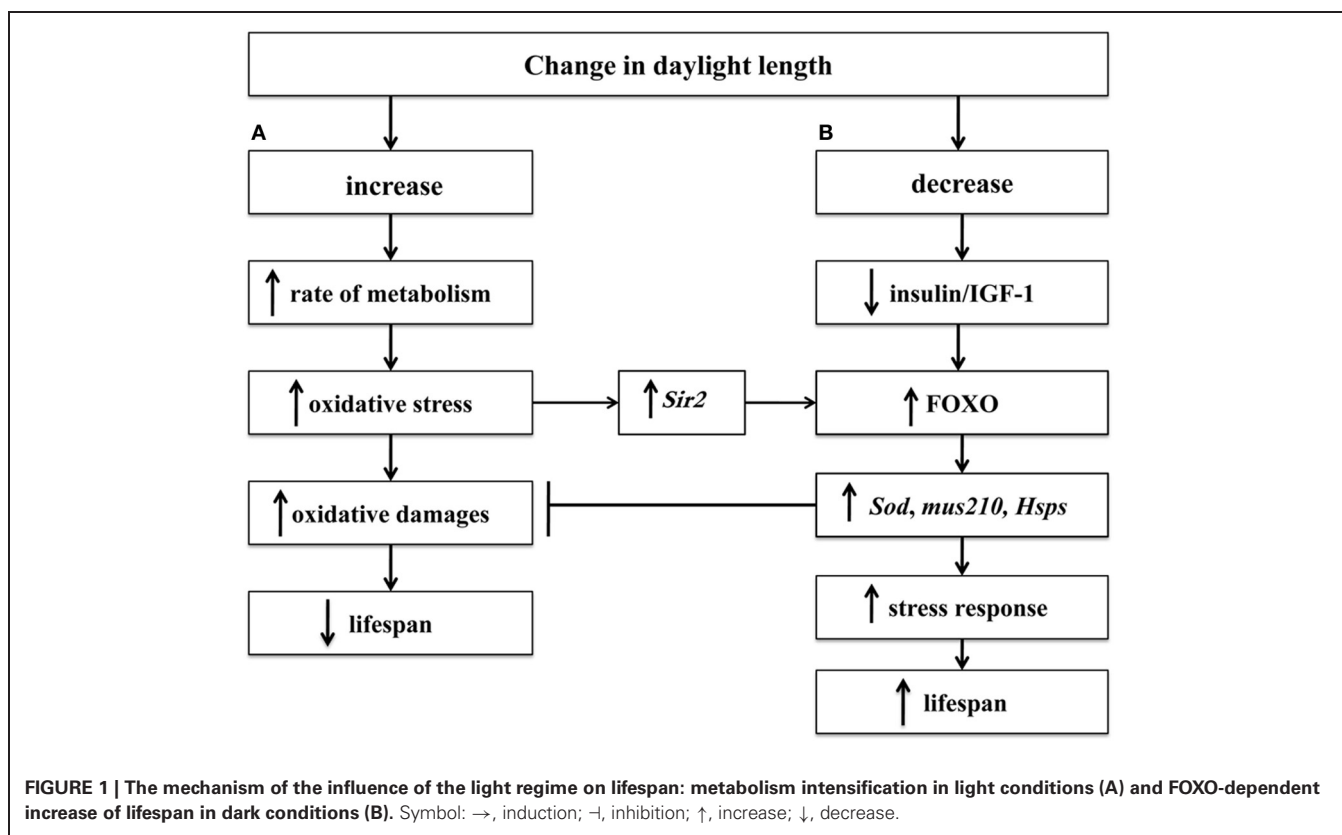 Change in daylight length
A
B
increase
decrease
↑ rate of metabolism
↓ insulin/IGF-1
↑ oxidative stress
↑ Sir2
↑ FOXO
↑ oxidative damages
↑ Sod, mus210, Hsps
↓ lifespan
↑ stress response
↑ lifespan
FIGURE 1 | The mechanism of the influence of the light regime on lifespan: metabolism intensification in light conditions (A) and FOXO-dependent
increase of lifespan in dark conditions (B). Symbol: →, induction; ⊣, inhibition; ↑, increase; ↓, decrease.